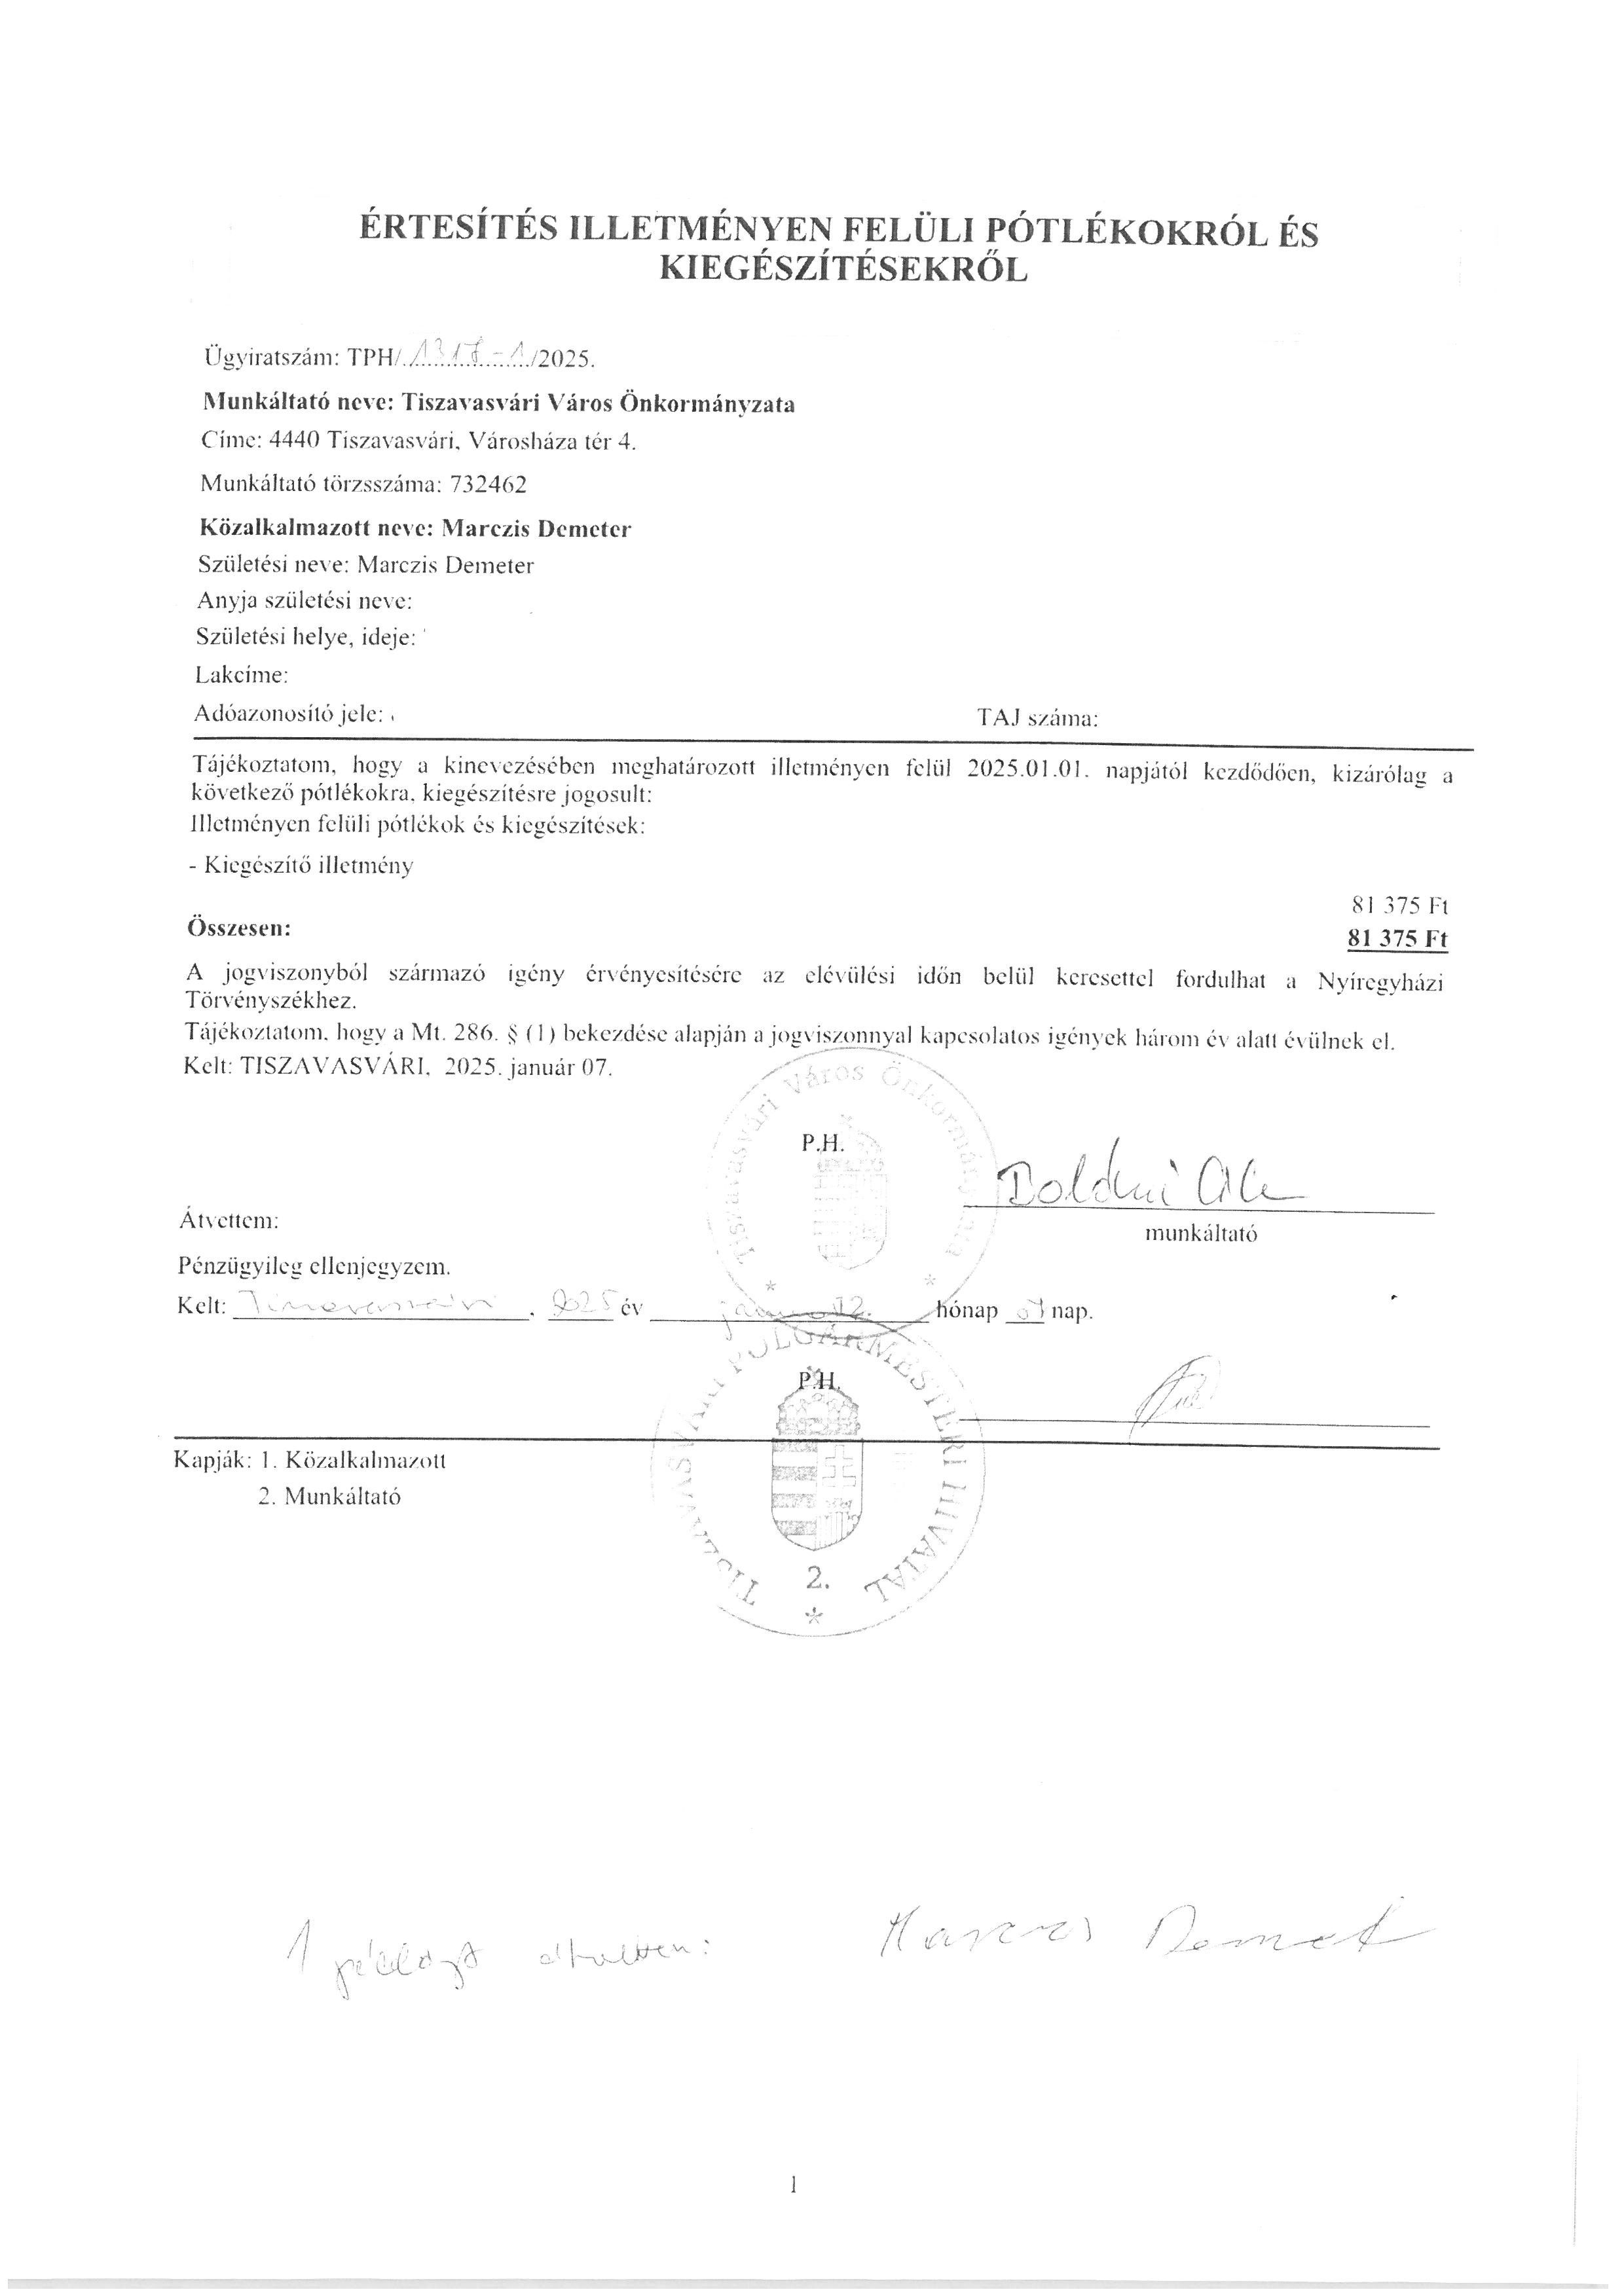 ÉRTESÍTÉS ILLETMÉNYEN FELÜLI PÓTLÉKOKRÓL ÉS
KIEGÉSZÍTÉSEKRŐL
Ügyiratszám: TPH/ /2025.
Munkáltató neve: Tiszavasvári Város Önkormányzata
Címe: 4440 Tiszavasvári, Városháza tér 4.
Munkáltató törzsszáma: 732462
Közalkalmazott neve: Marczis Demeter
Születési neve: Marczis Demeter
Anyja születési neve:
Születési helye, ideje:
Lakcíme:
Adóazonosító jele: TAJ száma:
Tájékoztatom, hogy a kinevezésében meghatározott illetményen felül 2025.01.01. napjától kezdődően, kizárólag a
következő pótlékokra, kiegészítésre jogosult:
Illetményen felüli pótlékok és kiegészítések:
- Kiegészítő illetmény
81 375 Ft
Összesen: 81 375 Ft
A jogviszonyból származó igény érvényesítésére az elévülési időn belül keresettel fordulhat a Nyíregyházi
Törvényszékhez.
Tájékoztatom, hogy a Mt. 286. § (1) bekezdése alapján a jogviszonnyal kapcsolatos igények három év alatt évülnek el.
Kelt: TISZAVASVÁRI, 2025. január 07.
Tiszavasvári Város Önkormányzata
P.H.
munkáltató
Átvettem:
Pénzügyileg ellenjegyzem.
Kelt: Tiszavasvári, 2025 év hónap 07 nap.
TISZAVASVÁRI POLGÁRMESTERI HIVATAL
P.H.
2.
Kapják: 1. Közalkalmazott
2. Munkáltató
1 példányt átvettem: Marczis Demeter
1